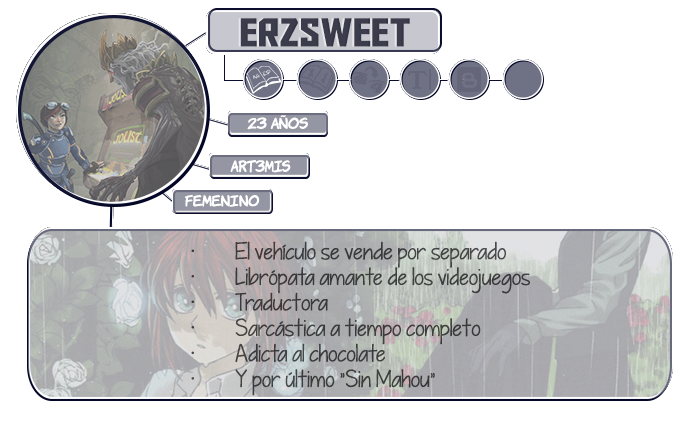 ERZSWEET
23 AÑOS
JOUST
ART3MIS
FEMENINO
· El vehículo se vende por separado
· Librópata amante de los videojuegos
· Traductora
· Sarcástica a tiempo completo
· Adicta al chocolate
· Y por último "Sin Mahou"